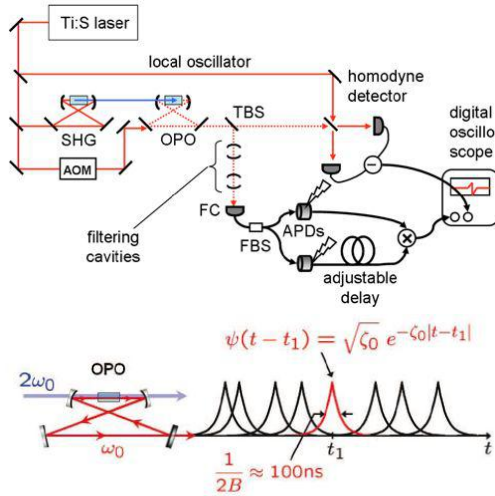 Ti:S laser
local oscillator
homodyne
detector
digital
oscillo
scope
SHG
OPO
TBS
AOM
FC
FBS
APDs
filtering
cavities
adjustable
delay
−
×
OPO
2ω₀
ω₀
ψ(t − t₁) = √ζ₀ e^{−ζ₀|t−t₁|}
t₁
t
1/2B ≈ 100ns